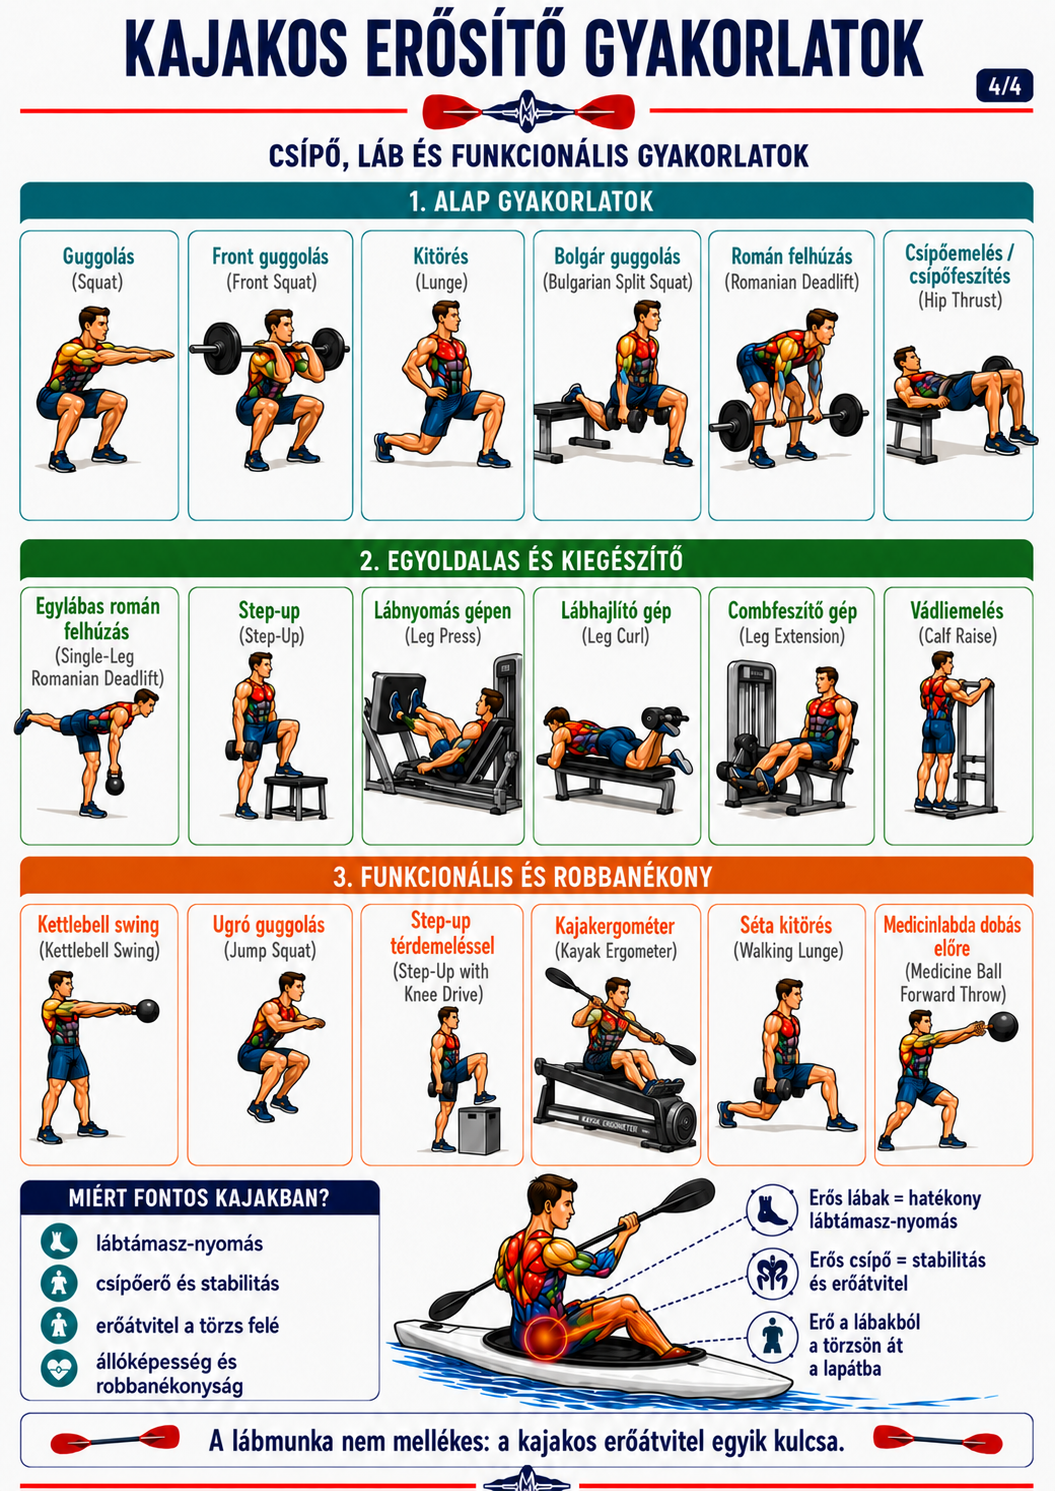 KAJAKOS ERŐSÍTŐ GYAKORLATOK
4/4
CSÍPŐ, LÁB ÉS FUNKCIONÁLIS GYAKORLATOK
1. ALAP GYAKORLATOK
Guggolás
(Squat)
Front guggolás
(Front Squat)
Kitörés
(Lunge)
Bolgár guggolás
(Bulgarian Split Squat)
Román felhúzás
(Romanian Deadlift)
Csípőemelés /
csípőfeszítés
(Hip Thrust)
2. EGYOLDALAS ÉS KIEGÉSZÍTŐ
Egylábas román
felhúzás
(Single-Leg
Romanian Deadlift)
Step-up
(Step-Up)
Lábnyomás gépen
(Leg Press)
Lábhajlító gép
(Leg Curl)
Combfeszítő gép
(Leg Extension)
Vádliemelés
(Calf Raise)
3. FUNKCIONÁLIS ÉS ROBBANÉKONY
Kettlebell swing
(Kettlebell Swing)
Ugró guggolás
(Jump Squat)
Step-up
térdemeléssel
(Step-Up with
Knee Drive)
Kajakergométer
(Kayak Ergometer)
KAYAK ERGOMETER
Séta kitörés
(Walking Lunge)
Medicinlabda dobás
előre
(Medicine Ball
Forward Throw)
MIÉRT FONTOS KAJAKBAN?
lábtámasz-nyomás
csípőerő és stabilitás
erőátvitel a törzs felé
állóképesség és
robbanékonyság
Erős lábak = hatékony
lábtámasz-nyomás
Erős csípő = stabilitás
és erőátvitel
Erő a lábakból
a törzsön át
a lapátba
A lábmunka nem mellékes: a kajakos erőátvitel egyik kulcsa.